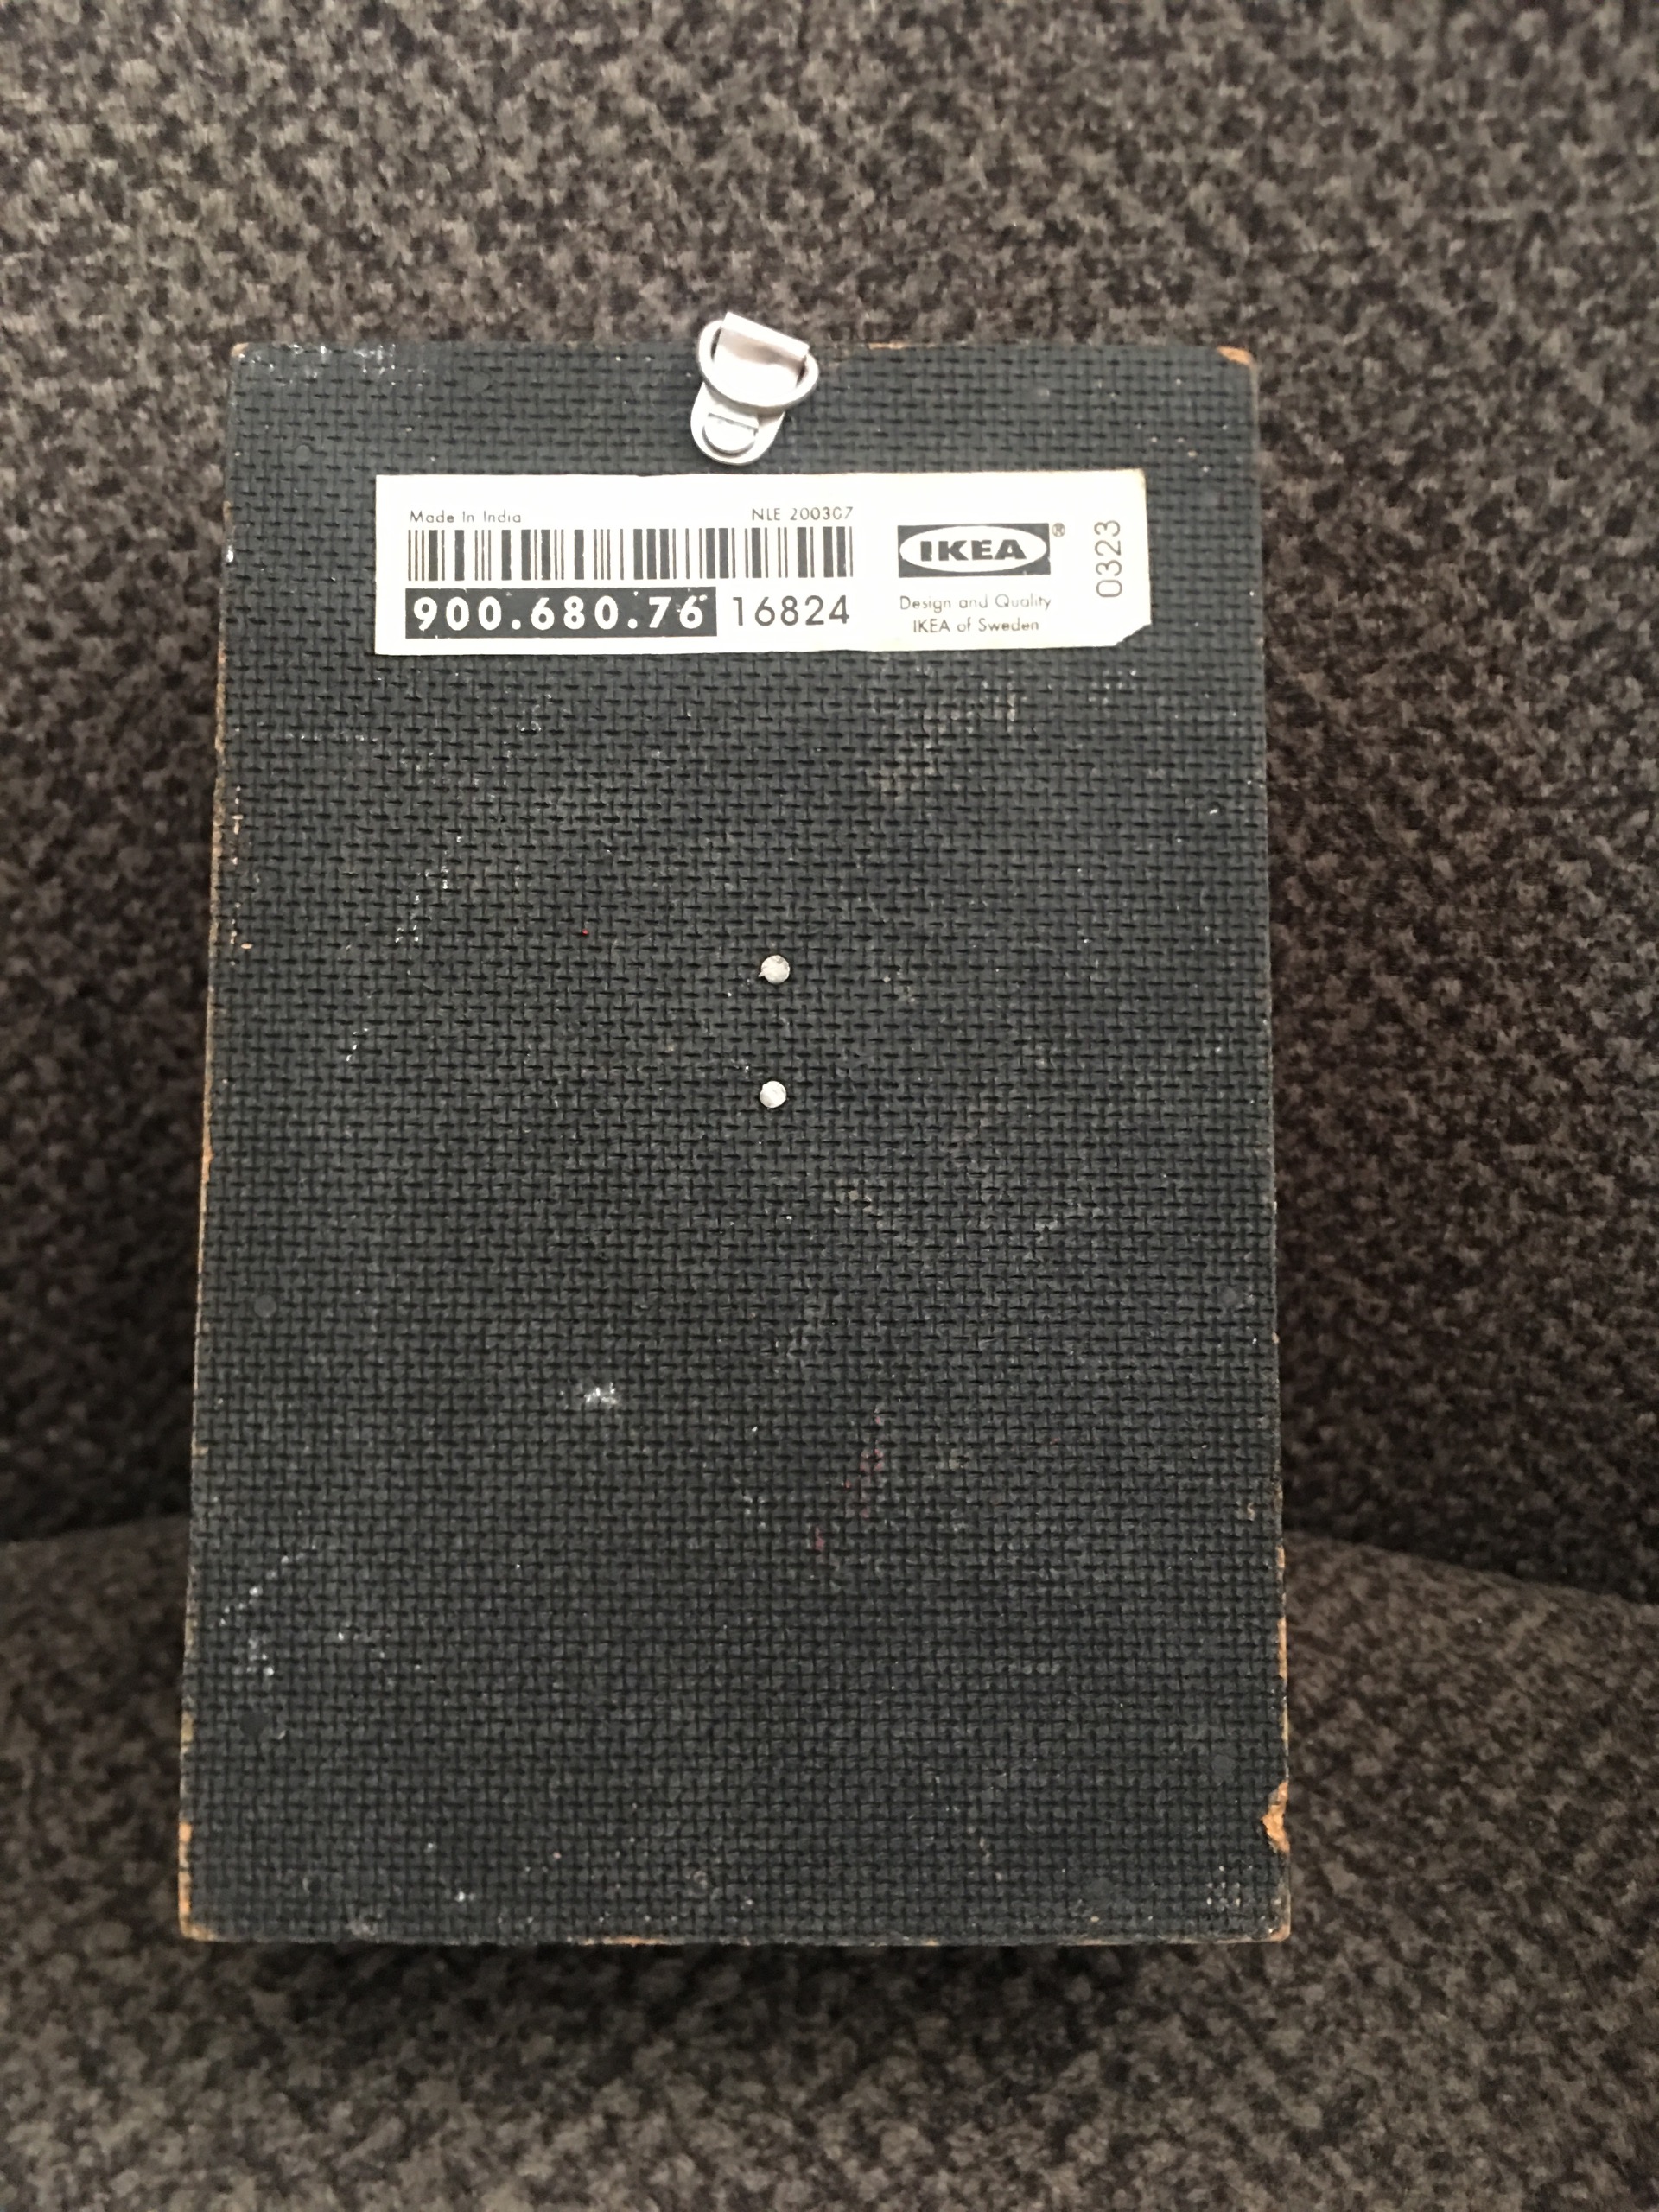 Made In India NLE 200307
900.680.76 16824
IKEA®
Design and Quality
IKEA of Sweden
0323